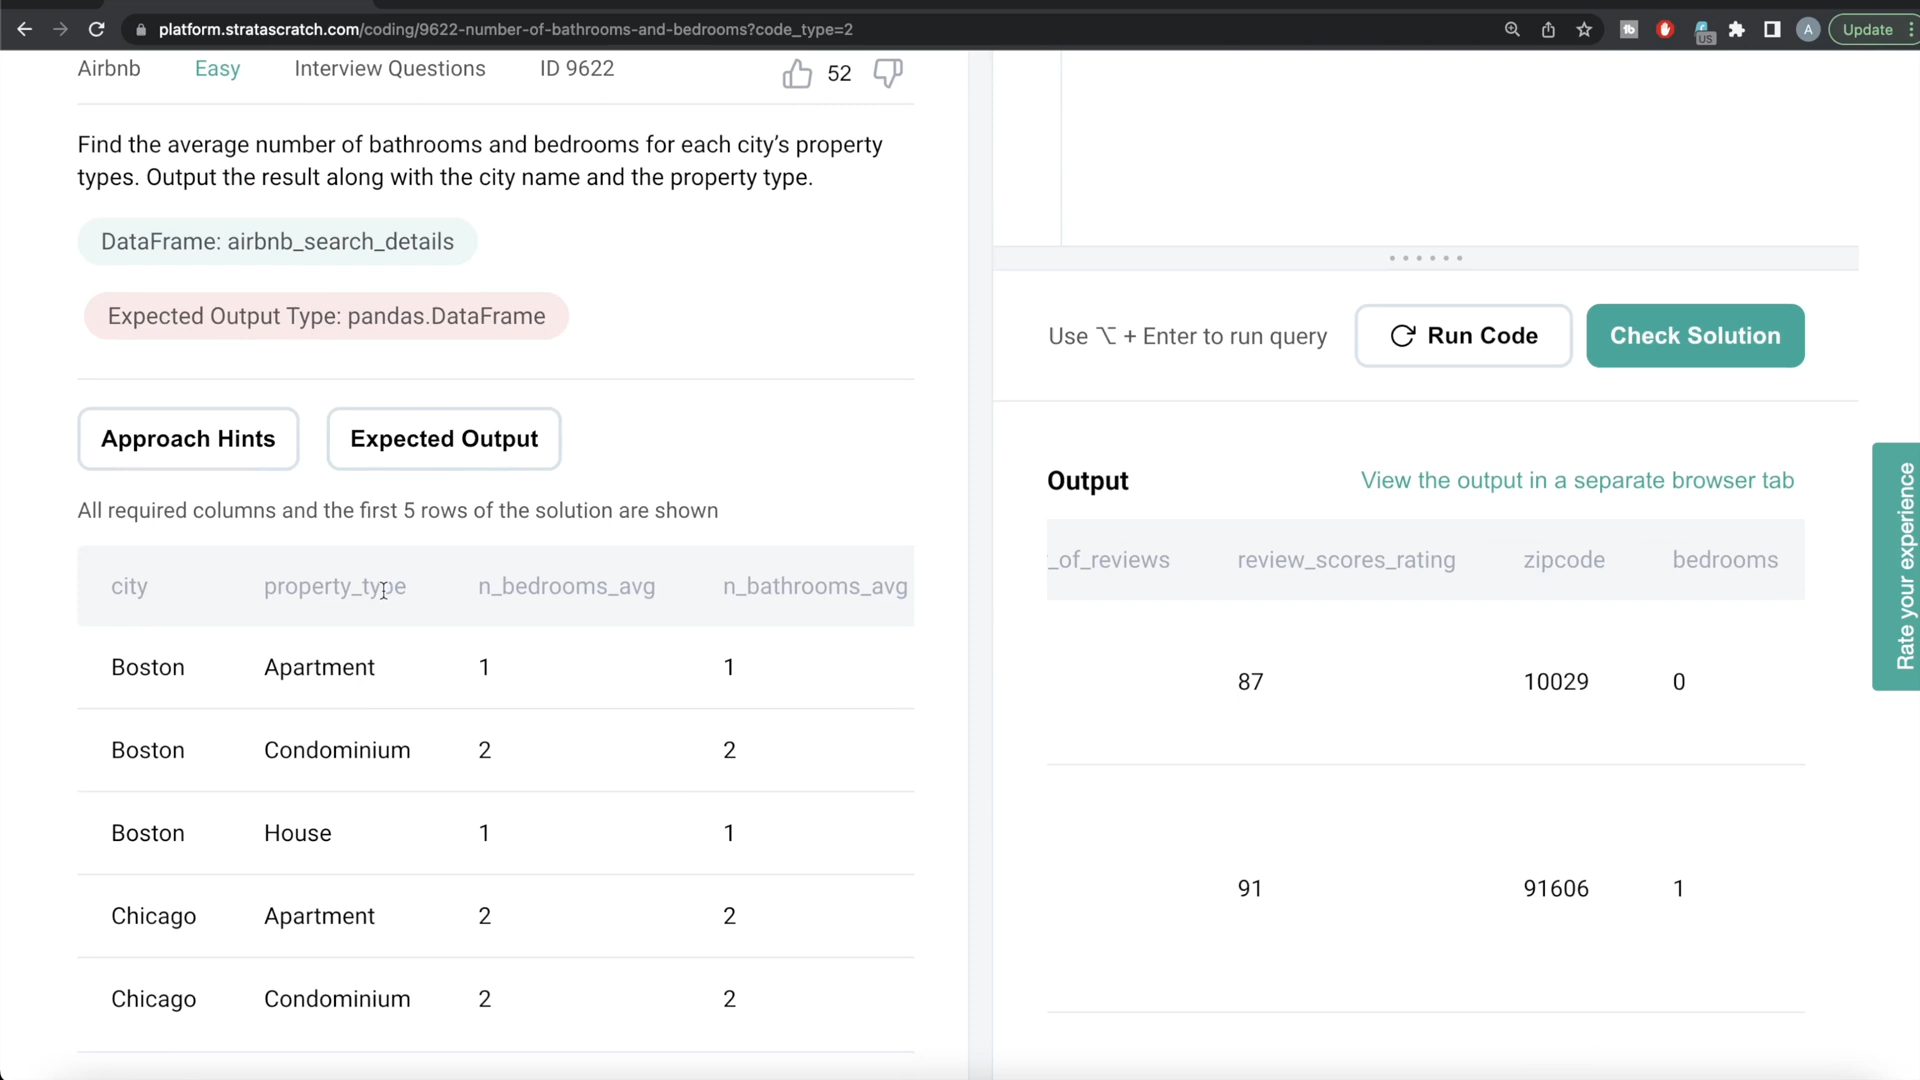 platform.stratascratch.com/coding/9622-number-of-bathrooms-and-bedrooms?code_type=2
US
A
Update
Airbnb Easy Interview Questions ID 9622 52
Find the average number of bathrooms and bedrooms for each city’s property
types. Output the result along with the city name and the property type.
DataFrame: airbnb_search_details
Expected Output Type: pandas.DataFrame
Approach Hints Expected Output
All required columns and the first 5 rows of the solution are shown
city property_type n_bedrooms_avg n_bathrooms_avg
Boston Apartment 1 1
Boston Condominium 2 2
Boston House 1 1
Chicago Apartment 2 2
Chicago Condominium 2 2
Use ⌥ + Enter to run query Run Code Check Solution
Output View the output in a separate browser tab
_of_reviews review_scores_rating zipcode bedrooms
87 10029 0
91 91606 1
Rate your experience